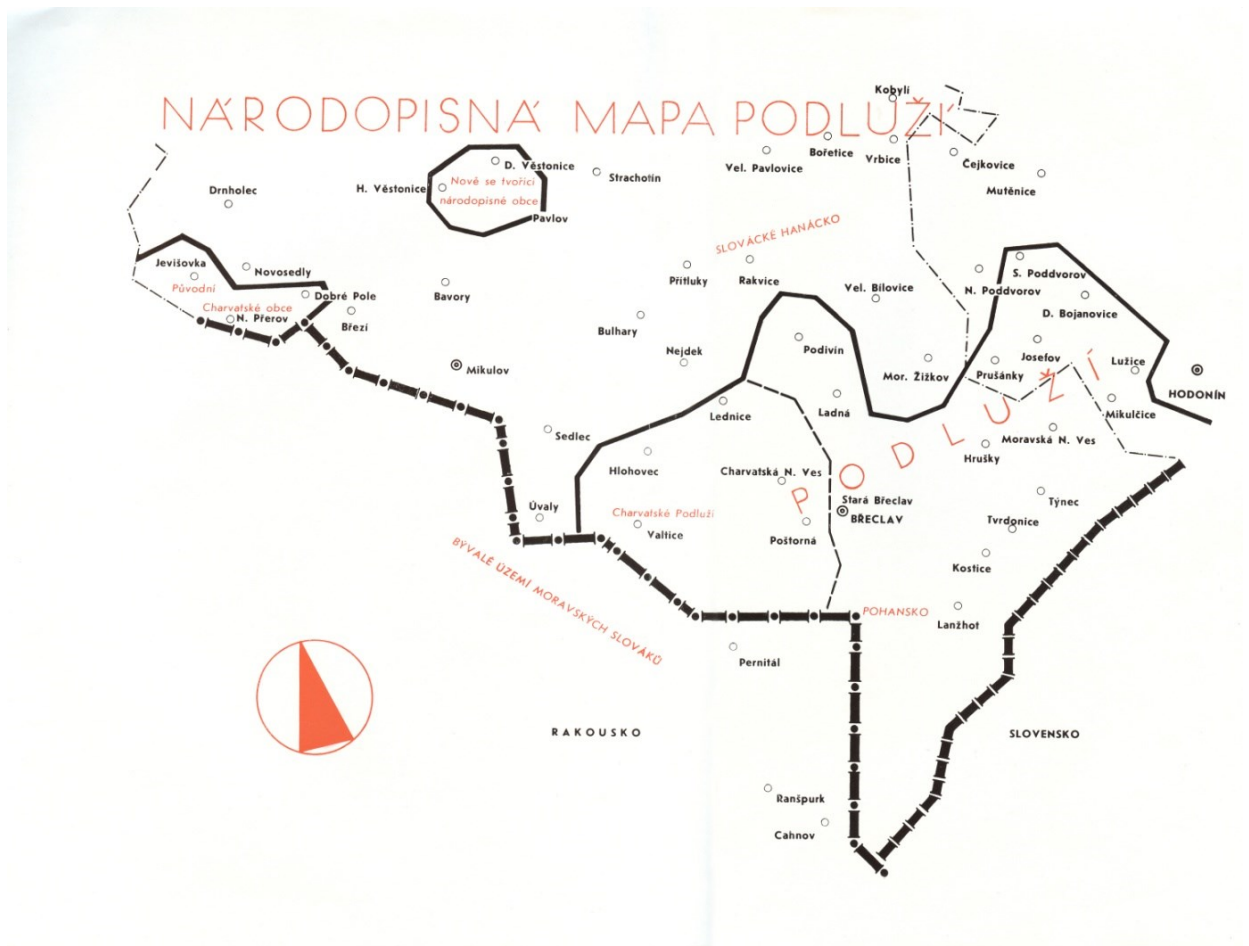 NÁRODOPISNÁ MAPA PODLUŽÍ
Kobylí
Bořetice
Vrbice
Vel. Pavlovice
Čejkovice
Mutěnice
D. Věstonice
Strachotín
H. Věstonice
Nově se tvořící
národopisné obce
Pavlov
Drnholec
SLOVÁCKÉ HANÁCKO
Jevišovka
Novosedly
Původní
Charvatské obce
Dobré Pole
N. Přerov
Březí
Bavory
Přítluky
Rakvice
Vel. Bílovice
S. Poddvorov
N. Poddvorov
D. Bojanovice
Bulhary
Nejdek
Podivín
Mor. Žižkov
Prušánky
Josefov
Lužice
HODONÍN
Mikulov
Lednice
Ladná
Mikulčice
Moravská N. Ves
Hrušky
Sedlec
Hlohovec
Charvatská N. Ves
PODLUŽÍ
Stará Břeclav
BŘECLAV
Týnec
Tvrdonice
Úvaly
Charvatské Podluží
Valtice
Poštorná
Kostice
BÝVALÉ ÚZEMÍ MORAVSKÝCH SLOVÁKŮ
POHANSKO
Lanžhot
Pernitál
RAKOUSKO
SLOVENSKO
Ranšpurk
Cahnov